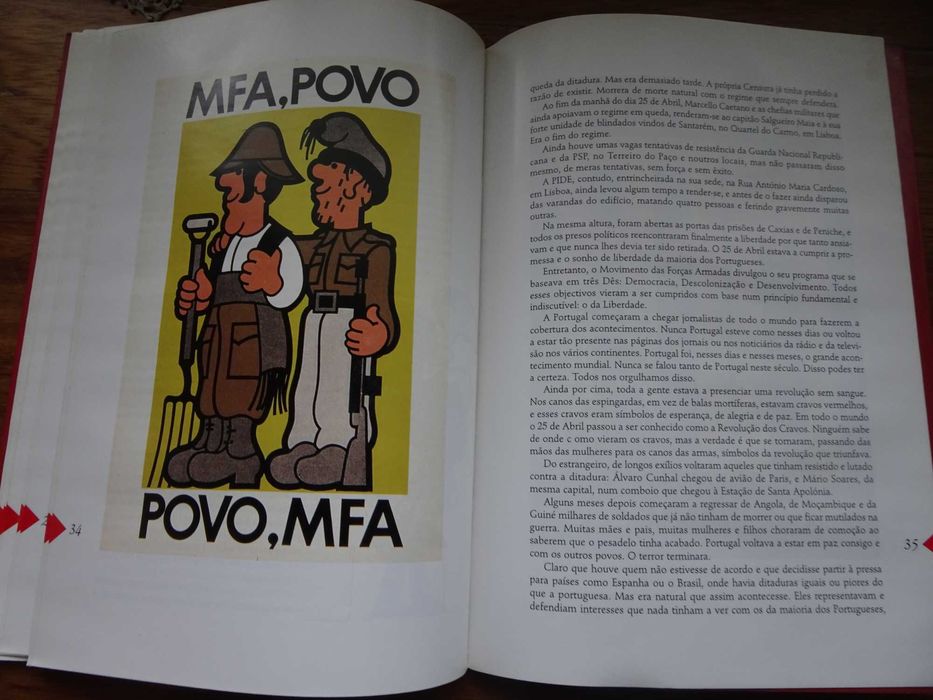 MFA, POVO
POVO, MFA
34
queda da ditadura. Mas era demasiado tarde. A própria Censura já tinha perdido a
razão de existir. Morrera de morte natural com o regime que sempre defendera.
Ao fim da manhã do dia 25 de Abril, Marcello Caetano e as chefias militares que
ainda apoiavam o regime em queda, renderam-se ao capitão Salgueiro Maia e à sua
forte unidade de blindados vindos de Santarém, no Quartel do Carmo, em Lisboa.
Era o fim do regime.
Ainda houve umas vagas tentativas de resistência da Guarda Nacional Republi-
cana e da PSP, no Terreiro do Paço e noutros locais, mas não passaram disso
mesmo, de meras tentativas, sem força e sem êxito.
A PIDE, contudo, entrincheirada na sua sede, na Rua António Maria Cardoso,
em Lisboa, ainda levou algum tempo a render-se, e antes de o fazer ainda disparou
das varandas do edifício, matando quatro pessoas e ferindo gravemente muitas
outras.
Na mesma altura, foram abertas as portas das prisões de Caxias e de Peniche, e
todos os presos políticos reencontraram finalmente a liberdade por que tanto ansia-
vam e que nunca lhes devia ter sido retirada. O 25 de Abril estava a cumprir a pro-
messa e o sonho de liberdade da maioria dos Portugueses.
Entretanto, o Movimento das Forças Armadas divulgou o seu programa que se
baseava em três Dês: Democracia, Descolonização e Desenvolvimento. Todos
esses objectivos vieram a ser cumpridos com base num princípio fundamental e
indiscutível: o da Liberdade.
A Portugal começaram a chegar jornalistas de todo o mundo para fazerem a
cobertura dos acontecimentos. Nunca Portugal esteve como nesses dias ou voltou
a estar tão presente nas páginas dos jornais ou nos noticiários da rádio e da televi-
são nos vários continentes. Portugal foi, nesses dias e nesses meses, o grande acon-
tecimento mundial. Nunca se falou tanto de Portugal neste século. Disso podes ter
a certeza. Todos nos orgulhamos disso.
Ainda por cima, toda a gente estava a presenciar uma revolução sem sangue.
Nos canos das espingardas, em vez de balas mortíferas, estavam cravos vermelhos,
e esses cravos eram símbolos de esperança, de alegria e de paz. Em todo o mundo
o 25 de Abril passou a ser conhecido como a Revolução dos Cravos. Ninguém sabe
de onde c omo vieram os cravos, mas a verdade é que se tornaram, passando das
mãos das mulheres para os canos das armas, símbolos da revolução que triunfava.
Do estrangeiro, de longos exílios voltaram aqueles que tinham resistido e lutado
contra a ditadura: Álvaro Cunhal chegou de avião de Paris, e Mário Soares, da
mesma capital, num comboio que chegou à Estação de Santa Apolónia.
Alguns meses depois começaram a regressar de Angola, de Moçambique e da
Guiné milhares de soldados que já não tinham de morrer ou que ficar mutilados na
guerra. Muitas mães e pais, muitas mulheres e filhos choraram de comoção ao
saberem que o pesadelo tinha acabado. Portugal voltava a estar em paz consigo e
com os outros povos. O terror terminara.
Claro que houve quem não estivesse de acordo e que decidisse partir à pressa
para países como Espanha ou o Brasil, onde havia ditaduras iguais ou piores do
que a portuguesa. Mas era natural que assim acontecesse. Eles representavam e
defendiam interesses que nada tinham a ver com os da maioria dos Portugueses,
35